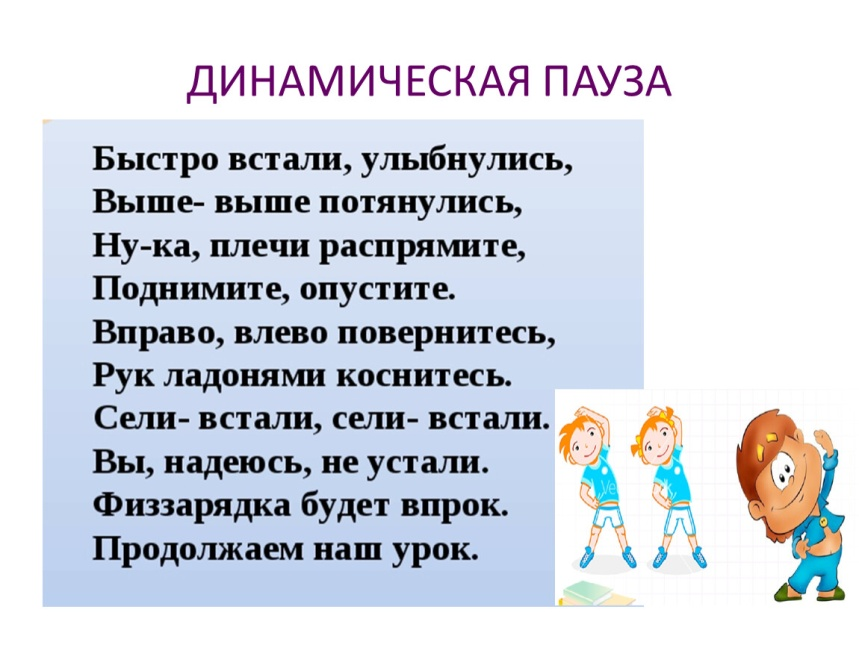 ДИНАМИЧЕСКАЯ ПАУЗА
Быстро встали, улыбнулись,
Выше- выше потянулись,
Ну-ка, плечи распрямите,
Поднимите, опустите.
Вправо, влево повернитесь,
Рук ладонями коснитесь.
Сели- встали, сели- встали.
Вы, надеюсь, не устали.
Физзарядка будет впрок.
Продолжаем наш урок.